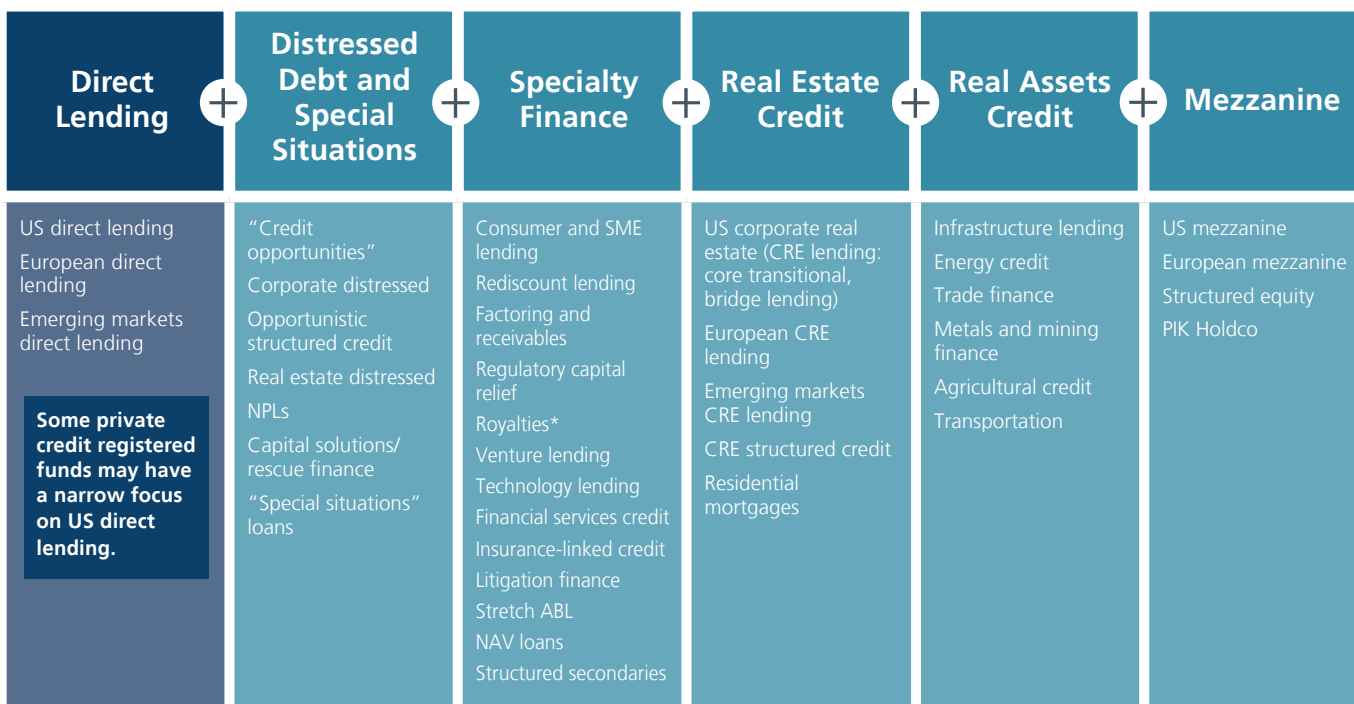 Direct
Lending
+
Distressed
Debt and
Special
Situations
+
Specialty
Finance
+
Real Estate
Credit
+
Real Assets
Credit
+
Mezzanine
US direct lending
European direct
lending
Emerging markets
direct lending
Some private
credit registered
funds may have
a narrow focus
on US direct
lending.
“Credit
opportunities”
Corporate distressed
Opportunistic
structured credit
Real estate distressed
NPLs
Capital solutions/
rescue finance
“Special situations”
loans
Consumer and SME
lending
Rediscount lending
Factoring and
receivables
Regulatory capital
relief
Royalties*
Venture lending
Technology lending
Financial services credit
Insurance-linked credit
Litigation finance
Stretch ABL
NAV loans
Structured secondaries
US corporate real
estate (CRE lending:
core transitional,
bridge lending)
European CRE
lending
Emerging markets
CRE lending
CRE structured credit
Residential
mortgages
Infrastructure lending
Energy credit
Trade finance
Metals and mining
finance
Agricultural credit
Transportation
US mezzanine
European mezzanine
Structured equity
PIK Holdco